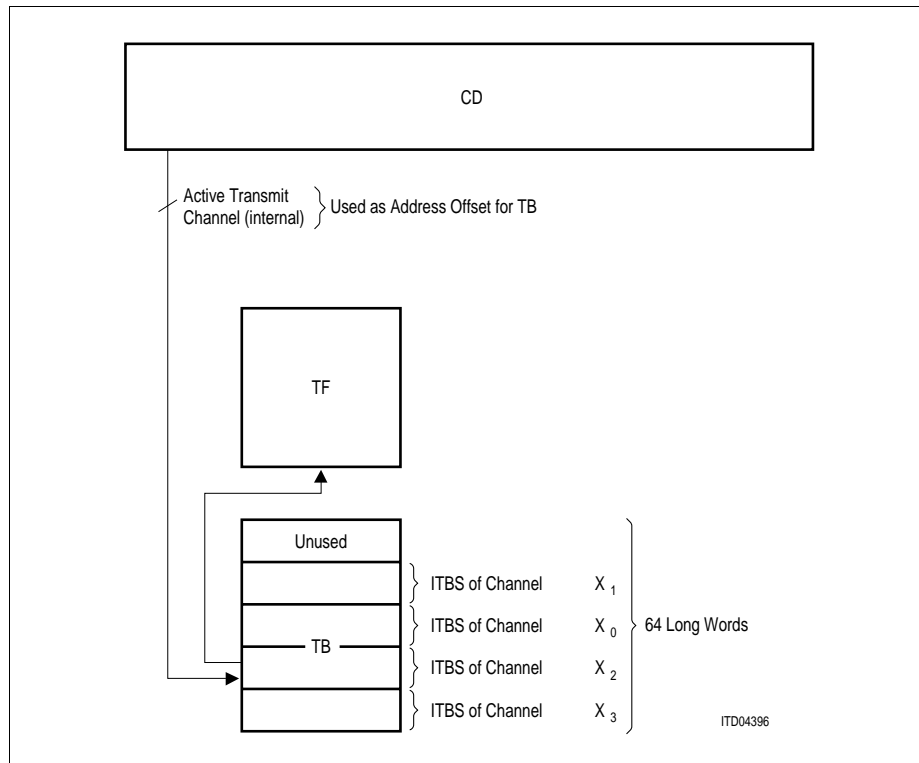 CD
Active Transmit
Channel (internal)
Used as Address Offset for TB
TF
Unused
ITBS of Channel X 1
ITBS of Channel X 0
TB
ITBS of Channel X 2
ITBS of Channel X 3
64 Long Words
ITD04396